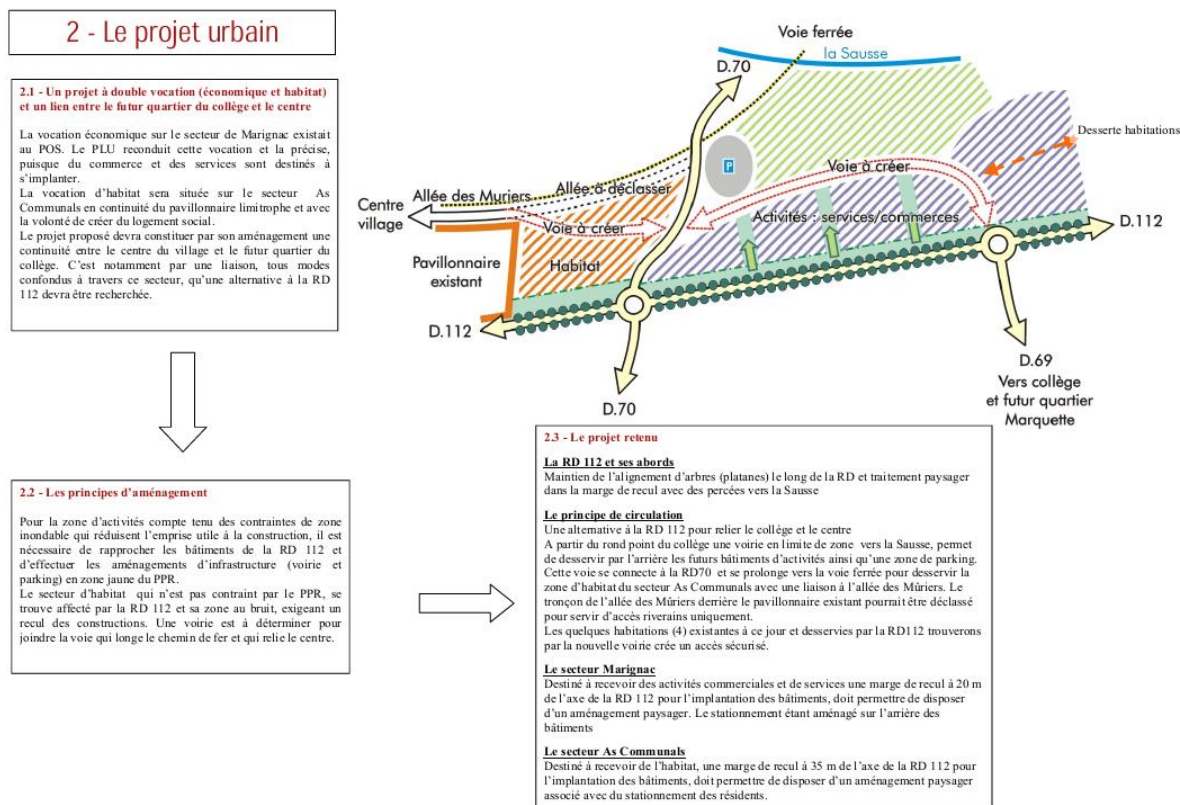 2 - Le projet urbain
2.1 - Un projet à double vocation (économique et habitat)
et un lien entre le futur quartier du collège et le centre
La vocation économique sur le secteur de Marignac existait
au POS. Le PLU reconduit cette vocation et la précise,
puisque du commerce et des services sont destinés à
s'implanter.
La vocation d'habitat sera située sur le secteur As
Communals en continuité du pavillonnaire limitrophe et avec
la volonté de créer du logement social.
Le projet proposé devra constituer par son aménagement une
continuité entre le centre du village et le futur quartier du
collège. C'est notamment par une liaison, tous modes
confondus à travers ce secteur, qu'une alternative à la RD
112 devra être recherchée.
Voie ferrée
la Sausse
D.70
Desserte habitations
P
Voie à créer
Allée des Muriers
Allée à déclasser
Centre
village
Voie à créer
Activités : services/commerces
D.112
Pavillonnaire
existant
Habitat
D.112
D.69
Vers collège
et futur quartier
Marquette
D.70
2.2 - Les principes d'aménagement
Pour la zone d'activités compte tenu des contraintes de zone
inondable qui réduisent l'emprise utile à la construction, il est
nécessaire de rapprocher les bâtiments de la RD 112 et
d'effectuer les aménagements d'infrastructure (voirie et
parking) en zone jaune du PPR.
Le secteur d'habitat qui n'est pas contraint par le PPR, se
trouve affecté par la RD 112 et sa zone au bruit, exigeant un
recul des constructions. Une voirie est à déterminer pour
joindre la voie qui longe le chemin de fer et qui relie le centre.
2.3 - Le projet retenu
La RD 112 et ses abords
Maintien de l'alignement d'arbres (platanes) le long de la RD et traitement paysager
dans la marge de recul avec des percées vers la Sausse
Le principe de circulation
Une alternative à la RD 112 pour relier le collège et le centre
A partir du rond point du collège une voirie en limite de zone vers la Sausse, permet
de desservir par l'arrière les futurs bâtiments d'activités ainsi qu'une zone de parking.
Cette voie se connecte à la RD70 et se prolonge vers la voie ferrée pour desservir la
zone d'habitat du secteur As Communals avec une liaison à l'allée des Mûriers. Le
tronçon de l'allée des Mûriers derrière le pavillonnaire existant pourrait être déclassé
pour servir d'accès riverains uniquement.
Les quelques habitations (4) existantes à ce jour et desservies par la RD112 trouverons
par la nouvelle voirie crée un accès sécurisé.
Le secteur Marignac
Destiné à recevoir des activités commerciales et de services une marge de recul à 20 m
de l'axe de la RD 112 pour l'implantation des bâtiments, doit permettre de disposer
d'un aménagement paysager. Le stationnement étant aménagé sur l'arrière des
bâtiments
Le secteur As Communals
Destiné à recevoir de l'habitat, une marge de recul à 35 m de l'axe de la RD 112 pour
l'implantation des bâtiments, doit permettre de disposer d'un aménagement paysager
associé avec du stationnement des résidents.